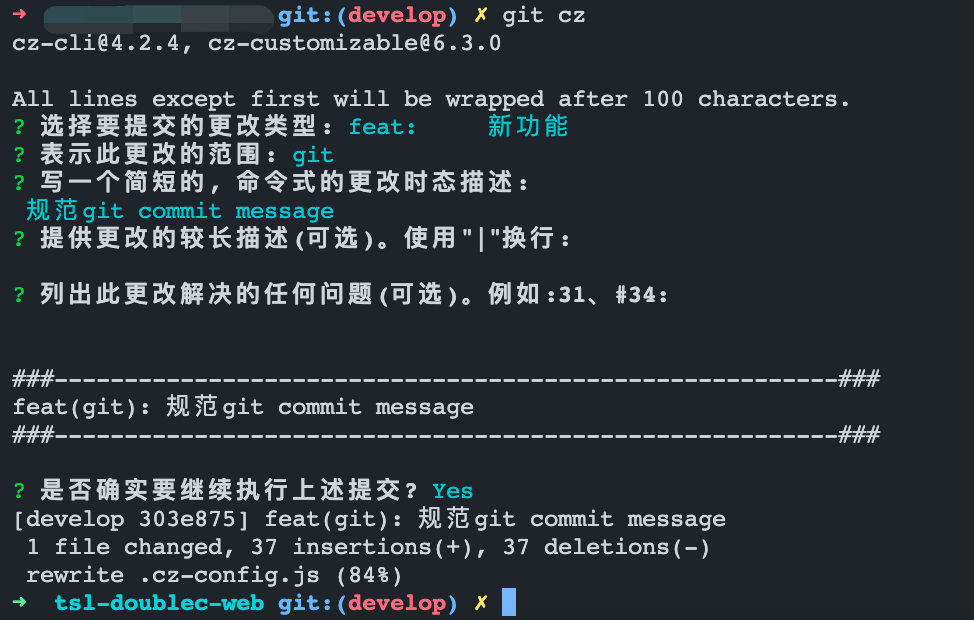 ➜ git:(develop) ✗ git cz
cz-cli@4.2.4, cz-customizable@6.3.0
All lines except first will be wrapped after 100 characters.
? 选择要提交的更改类型: feat: 新功能
? 表示此更改的范围: git
? 写一个简短的, 命令式的更改时态描述:
规范git commit message
? 提供更改的较长描述(可选)。使用"|"换行:
? 列出此更改解决的任何问题(可选)。例如:31、#34:
###--------------------------------------------------------###
feat(git): 规范git commit message
###--------------------------------------------------------###
? 是否确实要继续执行上述提交? Yes
[develop 303e875] feat(git): 规范git commit message
1 file changed, 37 insertions(+), 37 deletions(-)
rewrite .cz-config.js (84%)
➜ tsl-doublec-web git:(develop) ✗